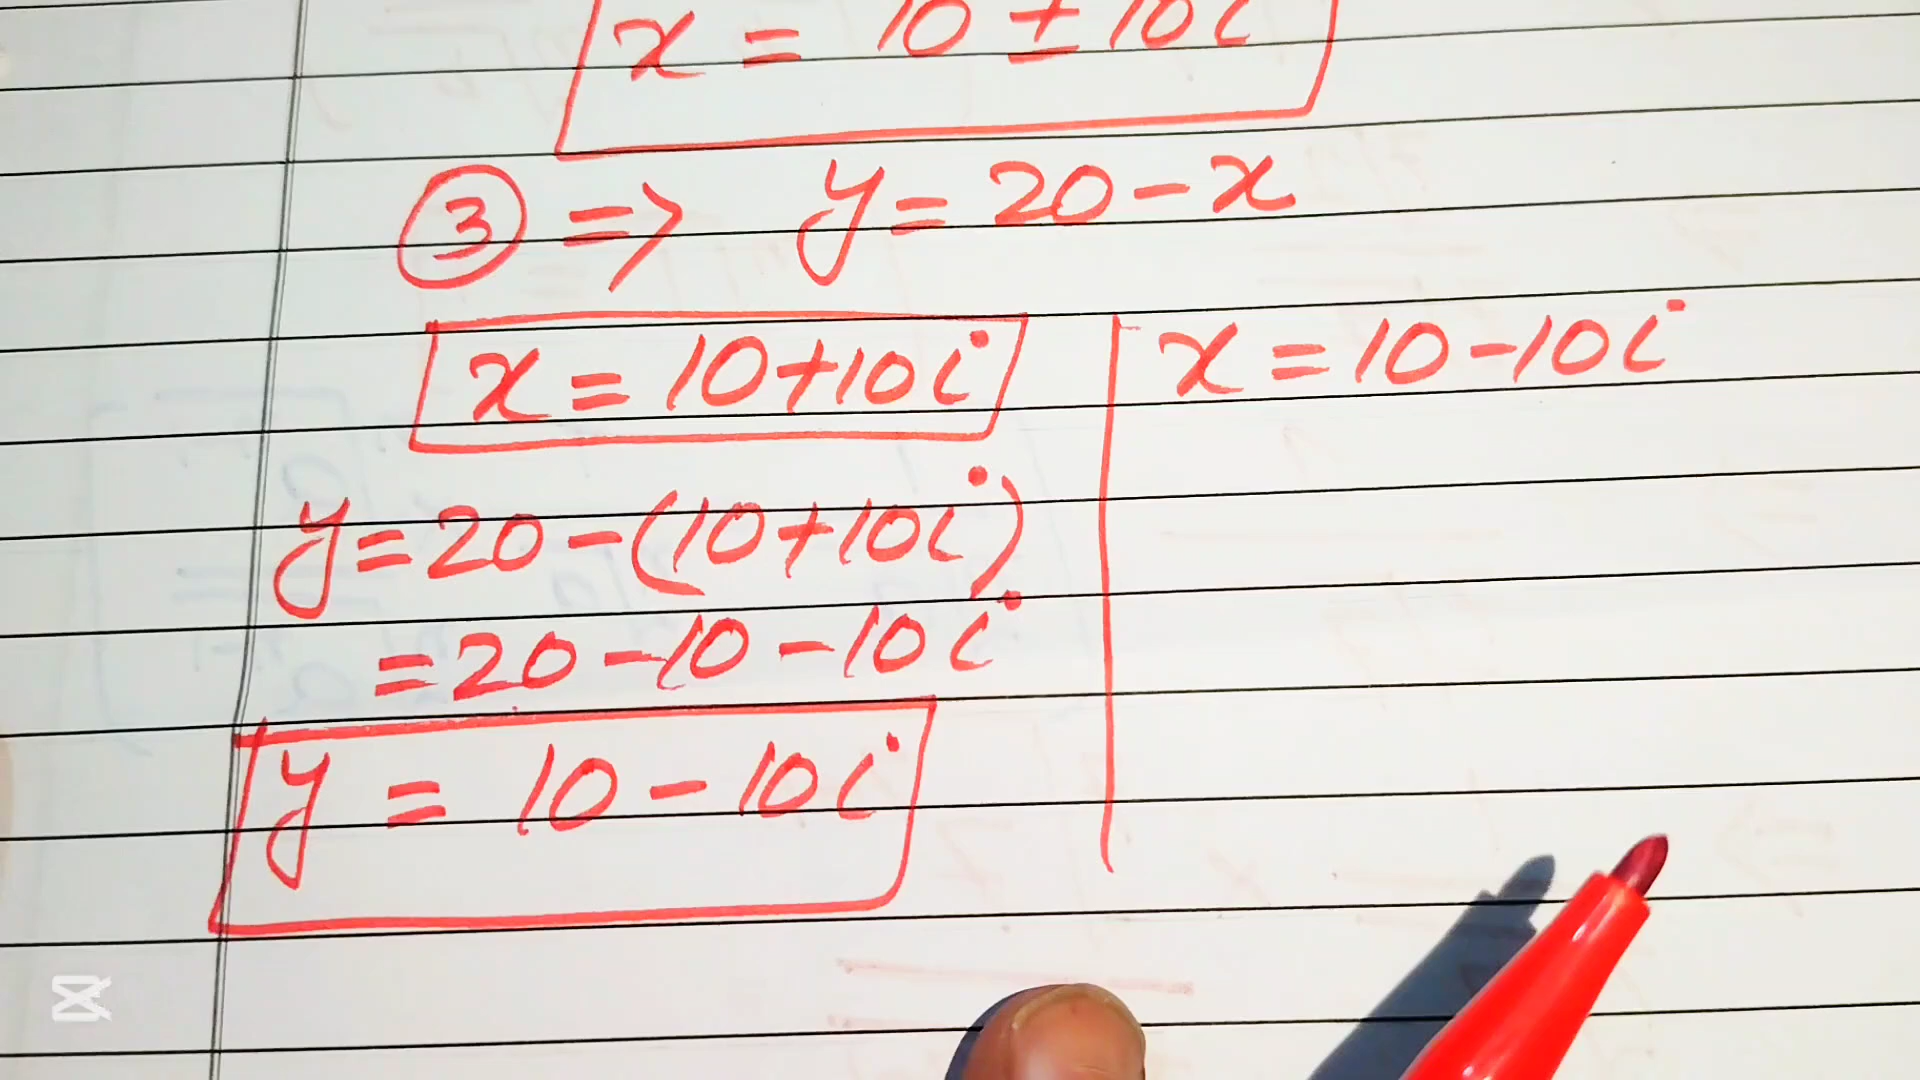 x = 10 ± 10i
③ => y = 20 - x
x = 10+10i
y = 20 - (10+10i)
= 20 - 10 - 10i
y = 10 - 10i
x = 10 - 10i